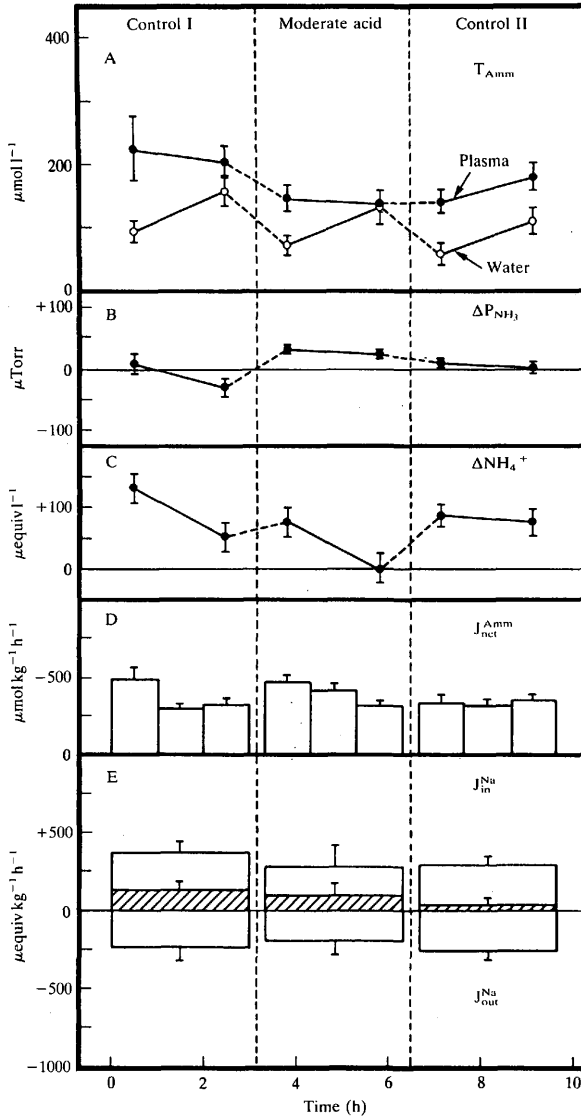 Control I Moderate acid Control II
450
A
T_Amm
μmol l⁻¹
200
Plasma
Water
0
+100
B
ΔP_NH₃
μTorr
0
−100
C
ΔNH₄⁺
μequiv l⁻¹
+100
0
D
J_net^Amm
μmol kg⁻¹ h⁻¹
−500
0
E
J_in^Na
μequiv kg⁻¹ h⁻¹
+500
0
−500
J_out^Na
−1000
0 2 4 6 8 10
Time (h)